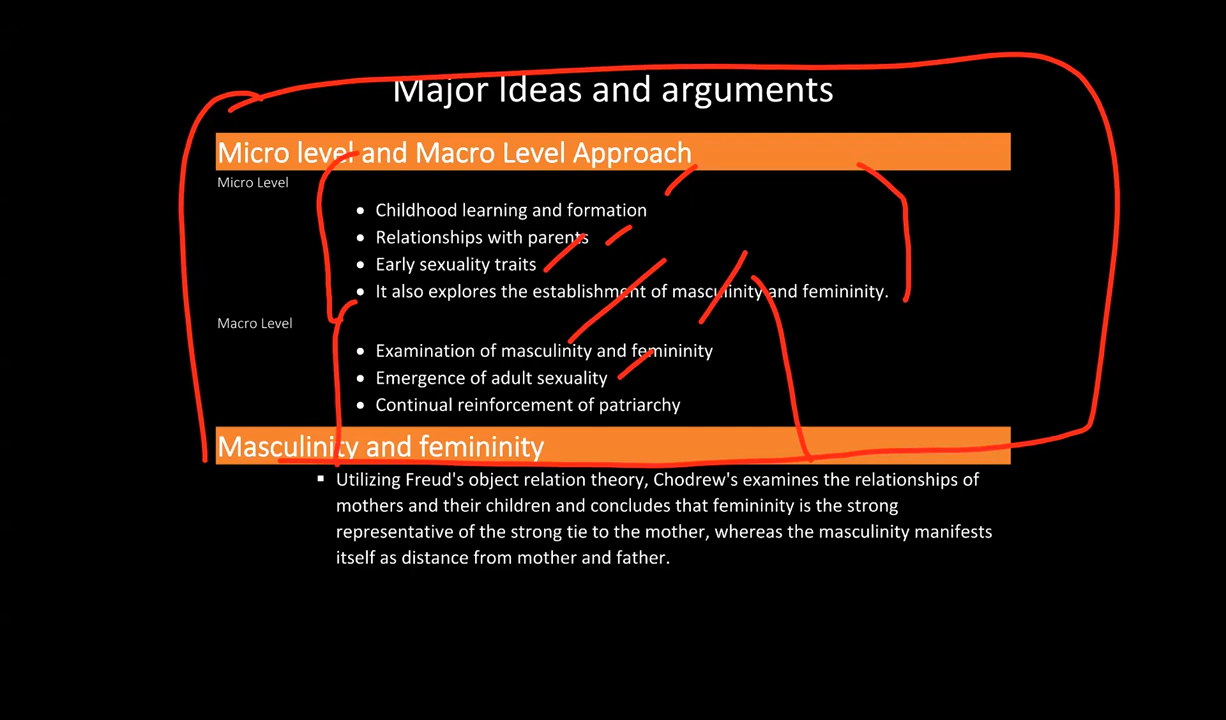 Major Ideas and arguments
Micro level and Macro Level Approach
Micro Level
• Childhood learning and formation
• Relationships with parents
• Early sexuality traits
• It also explores the establishment of masculinity and femininity.
Macro Level
• Examination of masculinity and femininity
• Emergence of adult sexuality
• Continual reinforcement of patriarchy
Masculinity and femininity
▪ Utilizing Freud's object relation theory, Chodrew's examines the relationships of
mothers and their children and concludes that femininity is the strong
representative of the strong tie to the mother, whereas the masculinity manifests
itself as distance from mother and father.